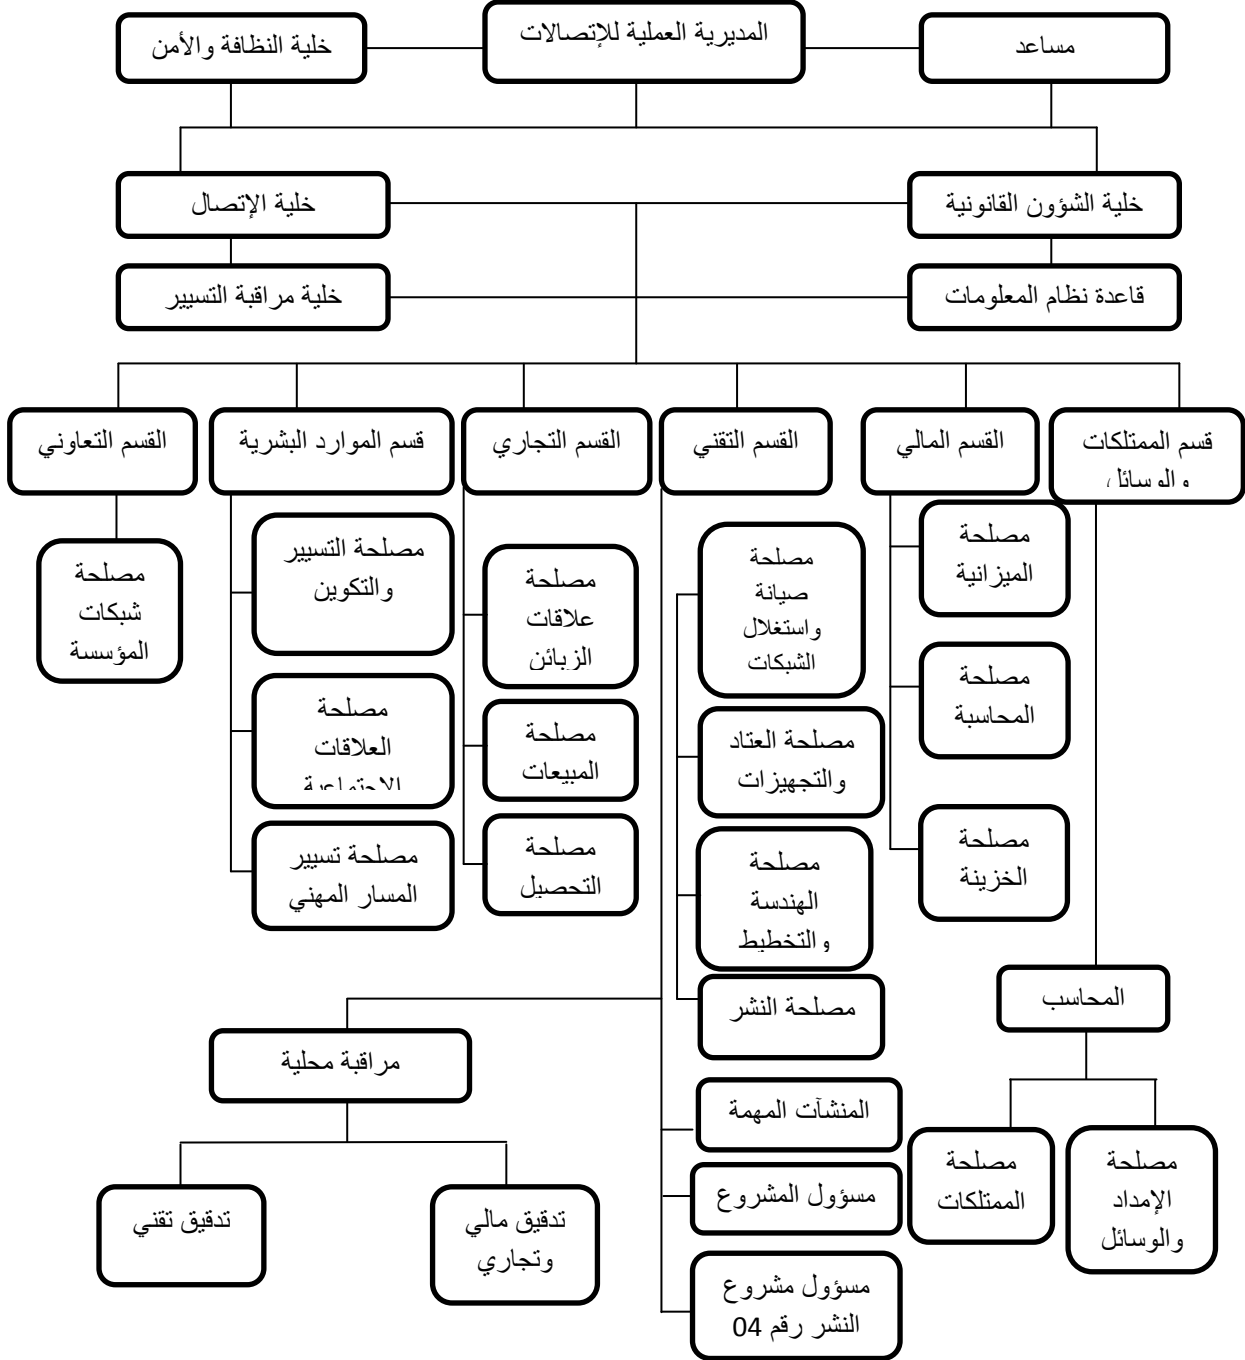 مساعد
المديرية العملية للإتصالات
خلية النظافة والأمن
خلية الشؤون القانونية
خلية الإتصال
قاعدة نظام المعلومات
خلية مراقبة التسيير
قسم الممتلكات
والوسائل
القسم المالي
القسم التقني
القسم التجاري
قسم الموارد البشرية
القسم التعاوني
مصلحة
الميزانية
مصلحة
المحاسبة
مصلحة
الخزينة
مصلحة
صيانة
واستغلال
الشبكات
مصلحة العتاد
والتجهيزات
مصلحة
الهندسة
والتخطيط
مصلحة النشر
مصلحة
علاقات
الزبائن
مصلحة
المبيعات
مصلحة
التحصيل
مصلحة التسيير
والتكوين
مصلحة
العلاقات
الاجتماعية
مصلحة تسيير
المسار المهني
مصلحة
شبكات
المؤسسة
المحاسب
مصلحة
الإمداد
والوسائل
مصلحة
الممتلكات
المنشآت المهمة
مسؤول المشروع
مسؤول مشروع
النشر رقم 04
مراقبة محلية
تدقيق مالي
وتجاري
تدقيق تقني